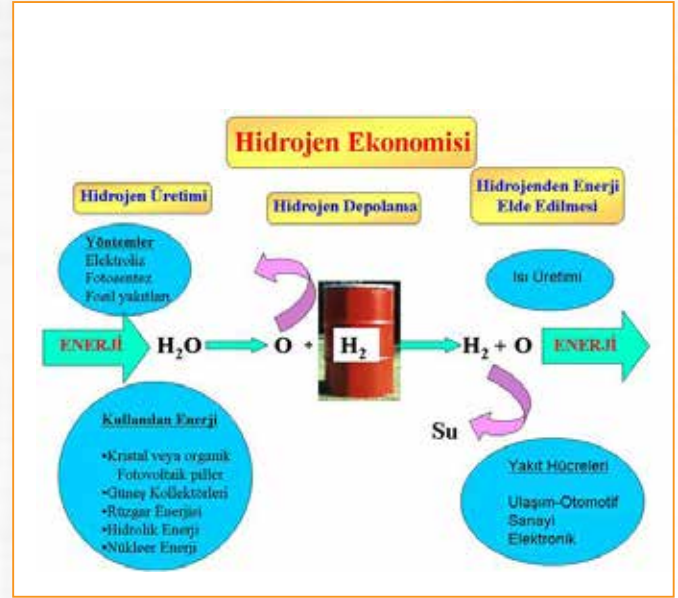 Hidrojen Ekonomisi
Hidrojen Üretimi
Hidrojen Depolama
Hidrojenden Enerji
Elde Edilmesi
Yöntemler
Elektroliz
Fotosentez
Fosil yakıtları
Isı Üretimi
ENERJİ
H₂O
O + H₂
H₂ + O
ENERJİ
Su
Kullanılan Enerji
•Kristal veya organik
Fotovoltaik piller
•Güneş Kollektörleri
•Rüzgar Enerjisi
•Hidrolik Enerji
•Nükleer Enerji
Yakıt Hücreleri
Ulaşım-Otomotif
Sanayi
Elektronik